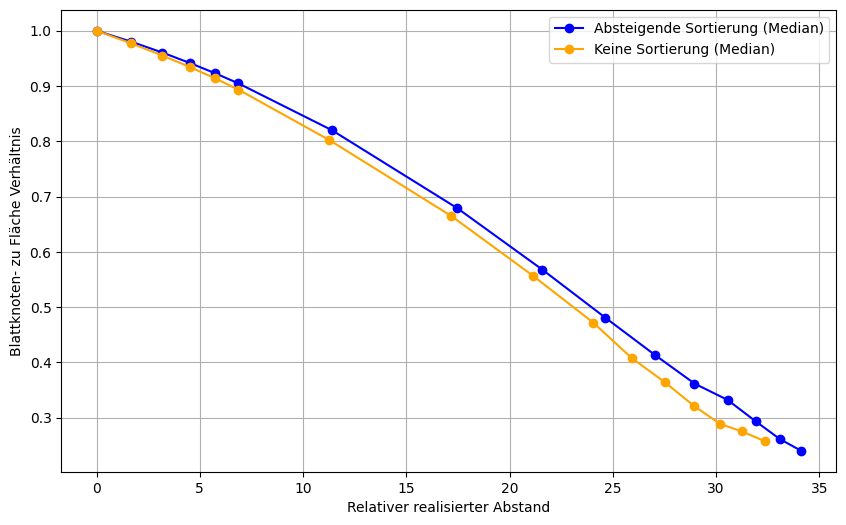 Absteigende Sortierung (Median)
Keine Sortierung (Median)
1.0
0.9
0.8
0.7
0.6
0.5
0.4
0.3
Blattknoten- zu Fläche Verhältnis
0 5 10 15 20 25 30 35
Relativer realisierter Abstand